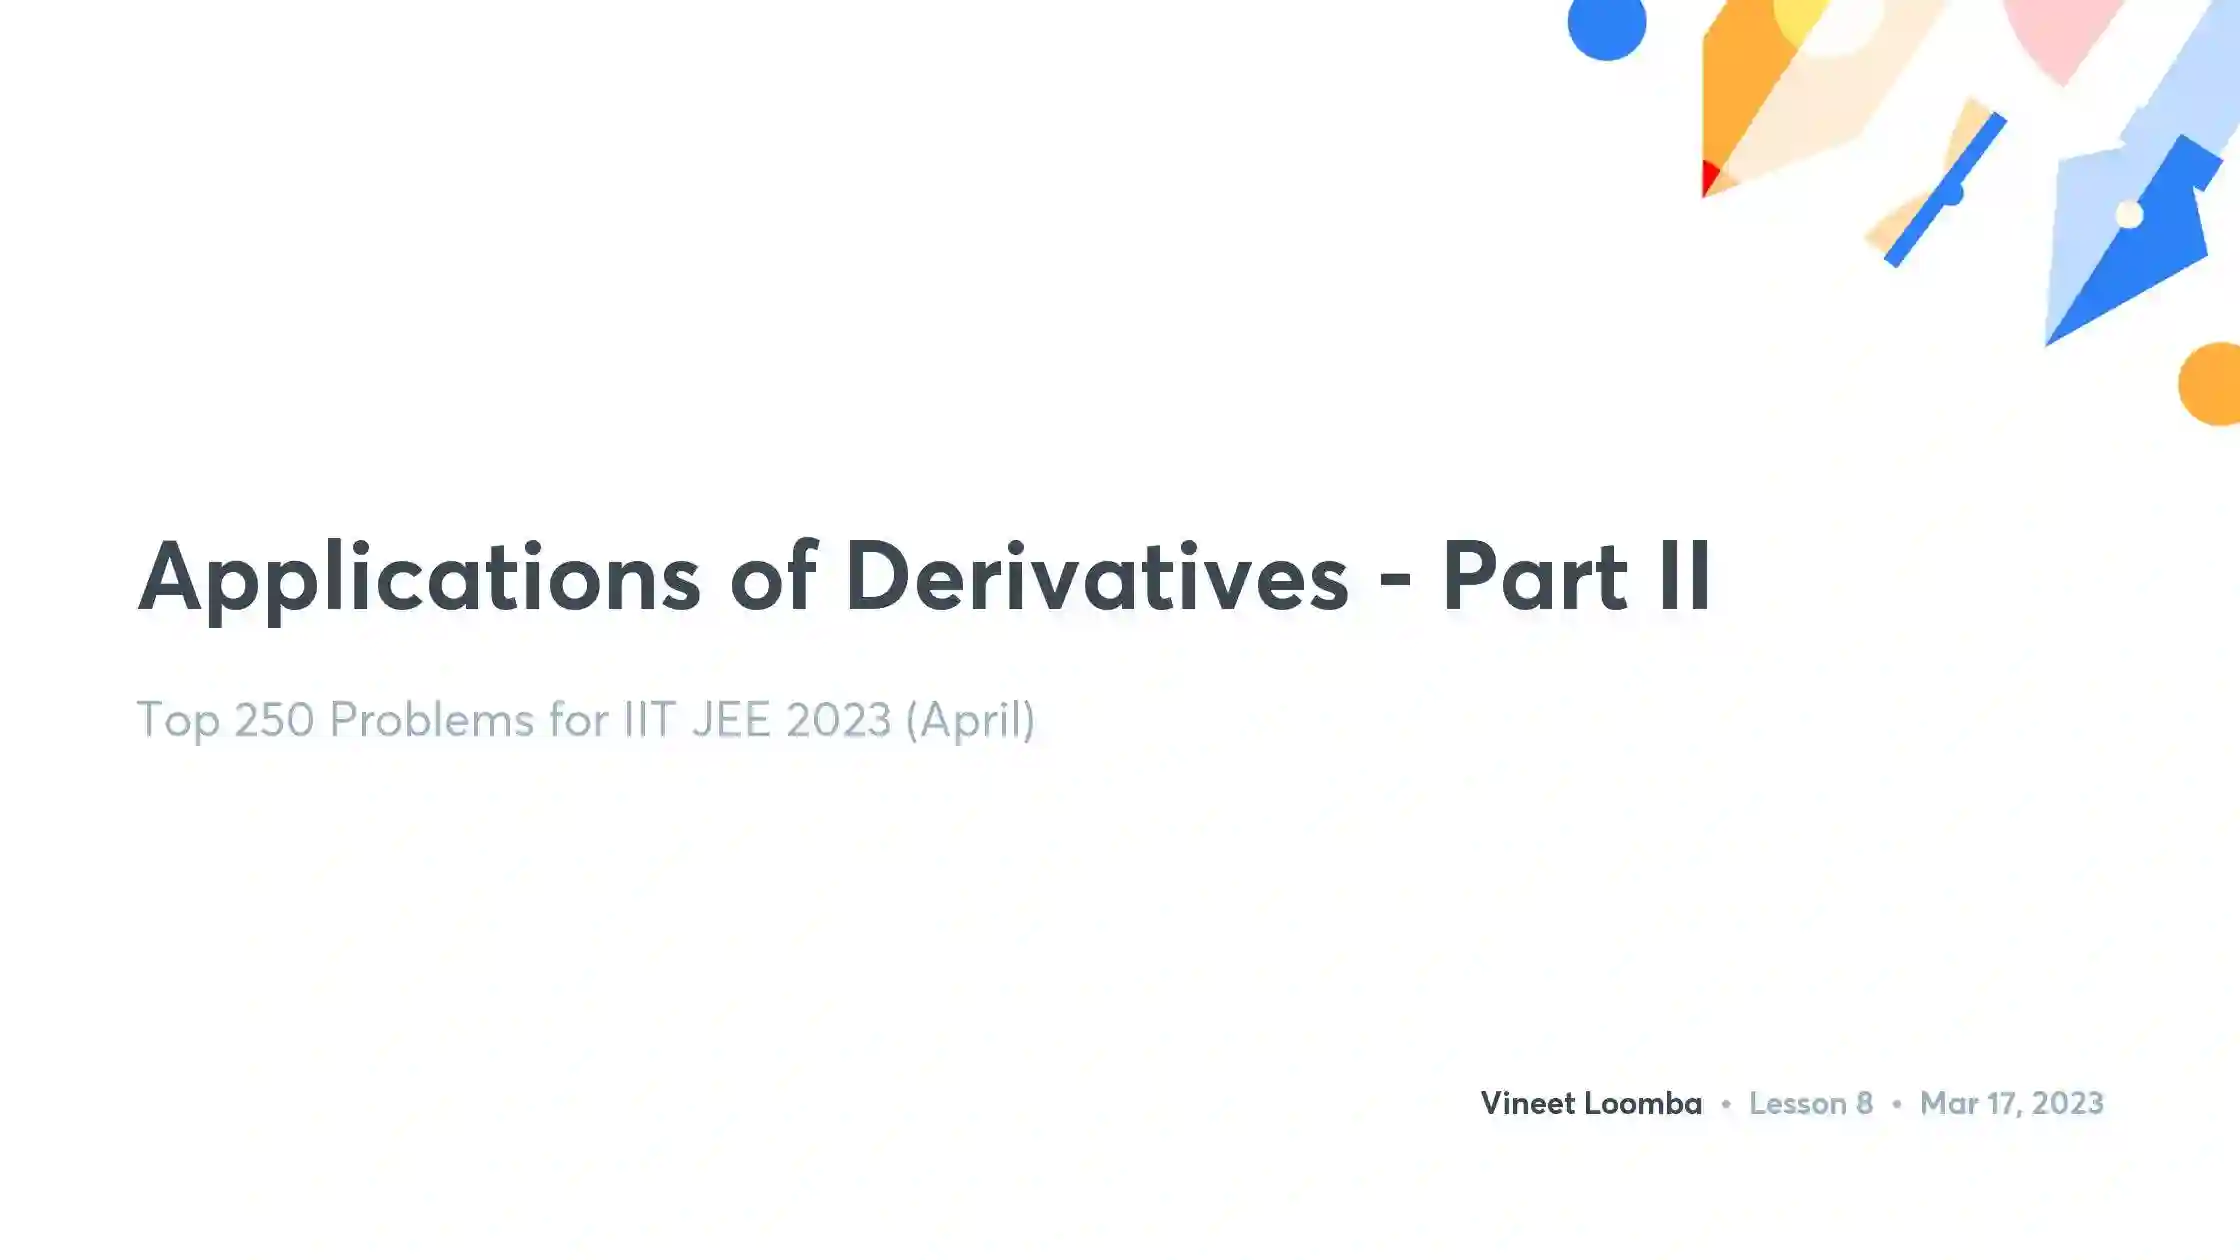 Applications of Derivatives - Part II
Top 250 Problems for IIT JEE 2023 (April)
Vineet Loomba • Lesson 8 • Mar 17, 2023